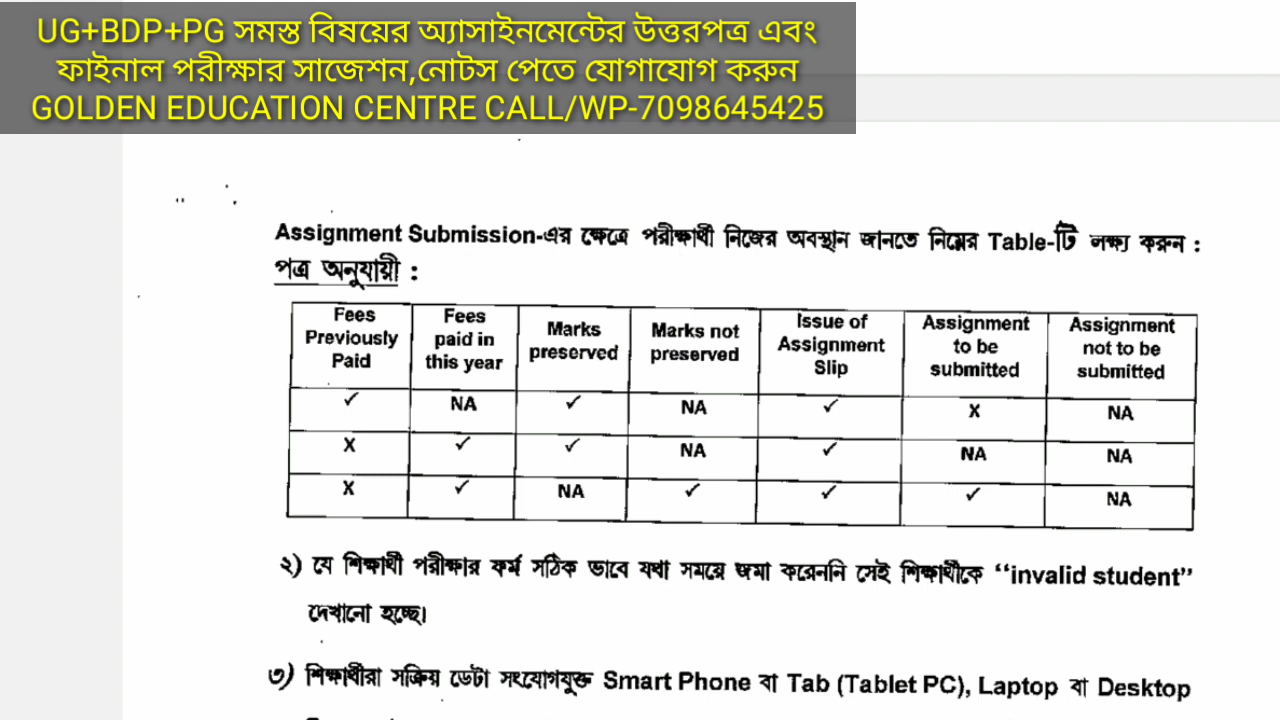 UG+BDP+PG সমস্ত বিষয়ের অ্যাসাইনমেন্টের উত্তরপত্র এবং
ফাইনাল পরীক্ষার সাজেশন,নোটস পেতে যোগাযোগ করুন
GOLDEN EDUCATION CENTRE CALL/WP-7098645425
Assignment Submission-এর ক্ষেত্রে পরীক্ষার্থী নিজের অবস্থান জানতে নিম্নের Table-টি লক্ষ্য করুন :
পত্র অনুযায়ী :
Fees Previously Paid | Fees paid in this year | Marks preserved | Marks not preserved | Issue of Assignment Slip | Assignment to be submitted | Assignment not to be submitted
✓ | NA | ✓ | NA | ✓ | X | NA
X | ✓ | ✓ | NA | ✓ | NA | NA
X | ✓ | NA | ✓ | ✓ | ✓ | NA
২) যে শিক্ষার্থী পরীক্ষার ফর্ম সঠিক ভাবে যথা সময়ে জমা করেননি সেই শিক্ষার্থীকে ‘‘invalid student’’
দেখানো হচ্ছে।
৩) শিক্ষার্থীরা সক্রিয় ডেটা সংযোগযুক্ত Smart Phone বা Tab (Tablet PC), Laptop বা Desktop